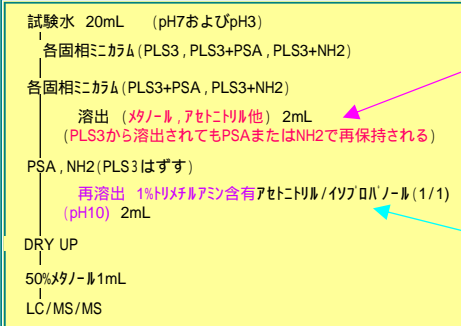 試験水 20mL (pH7およびpH3)
各固相ﾐﾆｶﾗﾑ(PLS3,PLS3+PSA,PLS3+NH2)
各固相ﾐﾆｶﾗﾑ(PLS3+PSA,PLS3+NH2)
溶出 (ﾒﾀﾉｰﾙ,ｱｾﾄﾆﾄﾘﾙ他) 2mL
(PLS3から溶出されてもPSAまたはNH2で再保持される)
PSA,NH2(PLS3はずす)
再溶出 1%ﾄﾘﾒﾁﾙｱﾐﾝ含有ｱｾﾄﾆﾄﾘﾙ/ｲｿﾌﾟﾛﾊﾟﾉｰﾙ(1/1)
(pH10) 2mL
DRY UP
50%ﾒﾀﾉｰﾙ1mL
LC/MS/MS